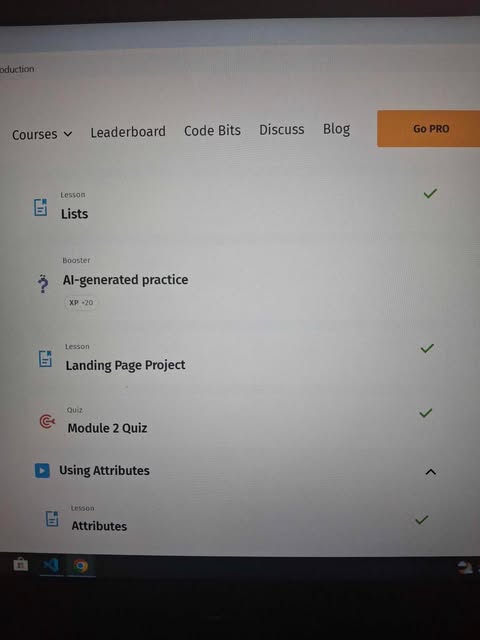 oduction
Courses Leaderboard Code Bits Discuss Blog Go PRO
Lesson
Lists
Booster
AI-generated practice
XP +20
Lesson
Landing Page Project
Quiz
Module 2 Quiz
Using Attributes
Lesson
Attributes